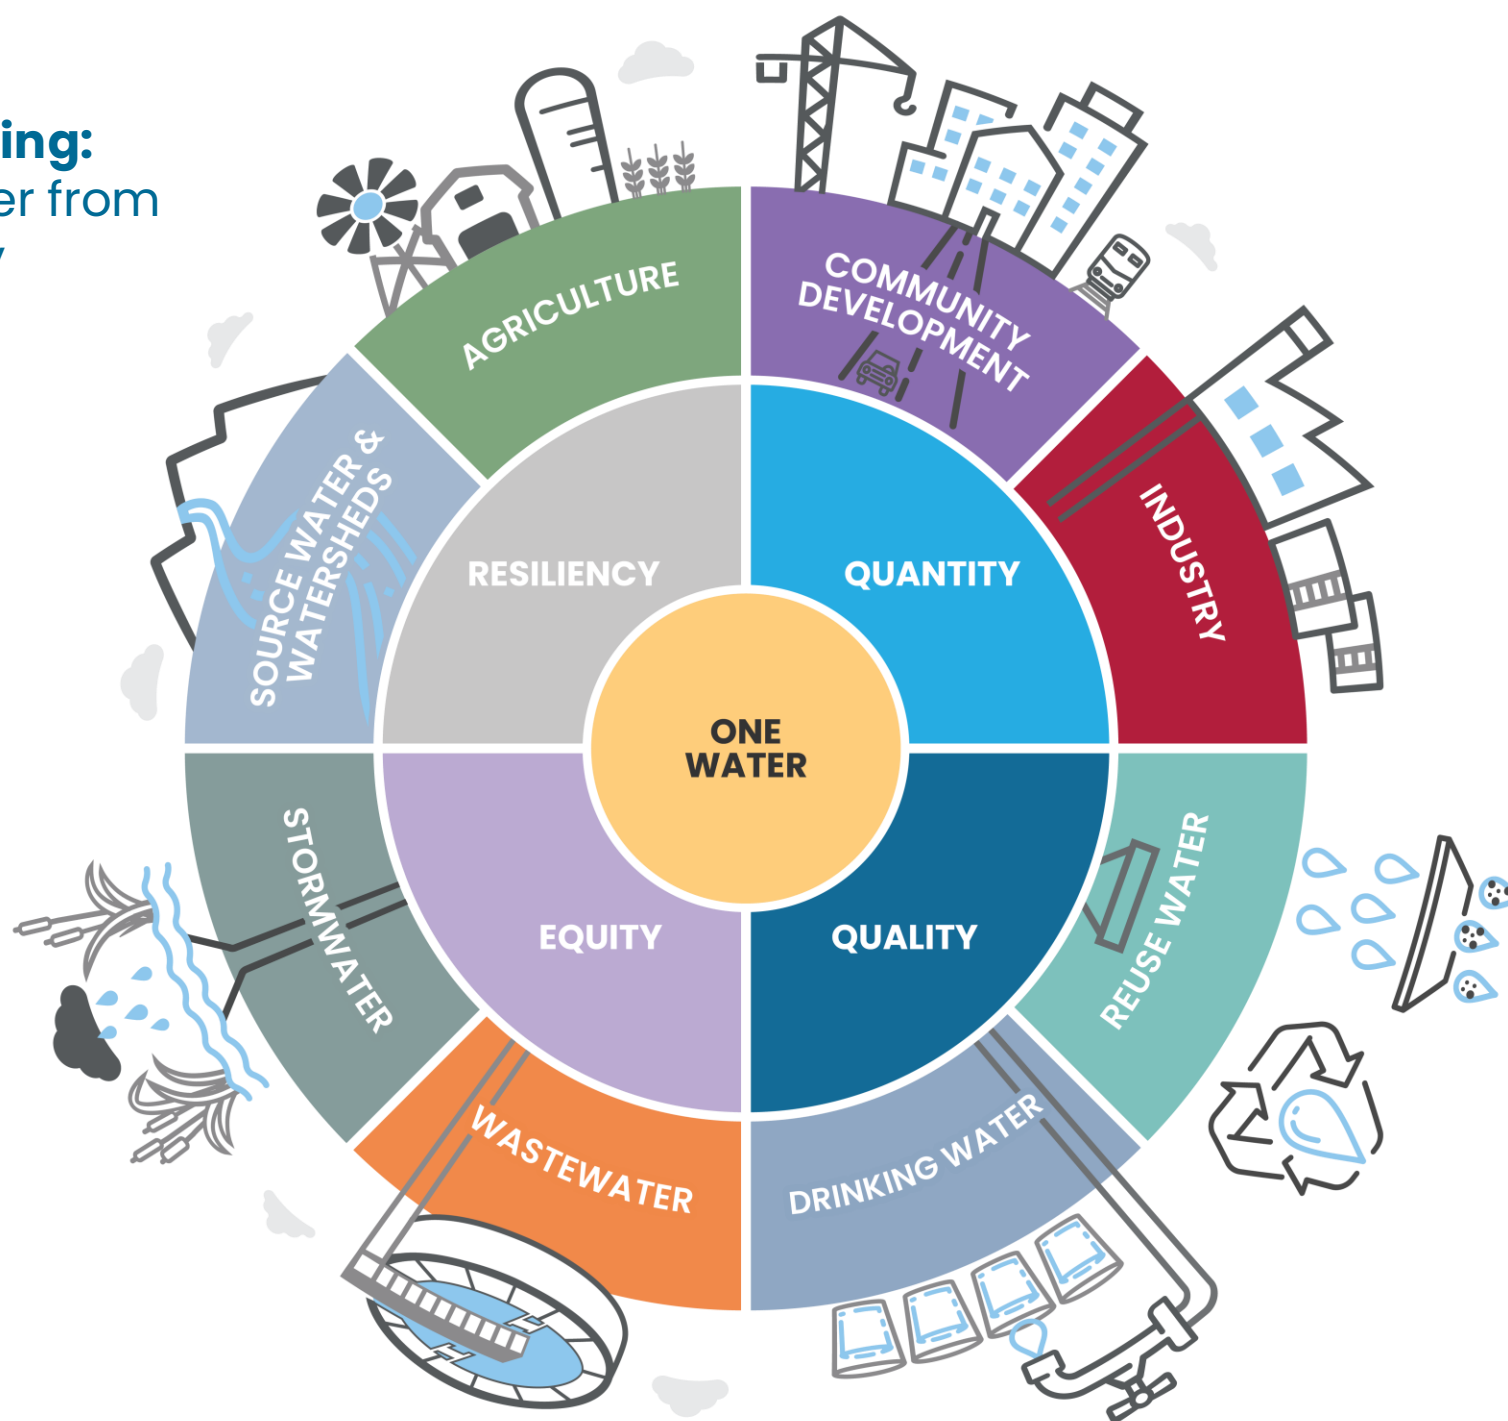 ing:
er from
y
AGRICULTURE
COMMUNITY
DEVELOPMENT
INDUSTRY
REUSE WATER
DRINKING WATER
WASTEWATER
STORMWATER
SOURCE WATER &
WATERSHEDS
RESILIENCY
QUANTITY
QUALITY
EQUITY
ONE
WATER